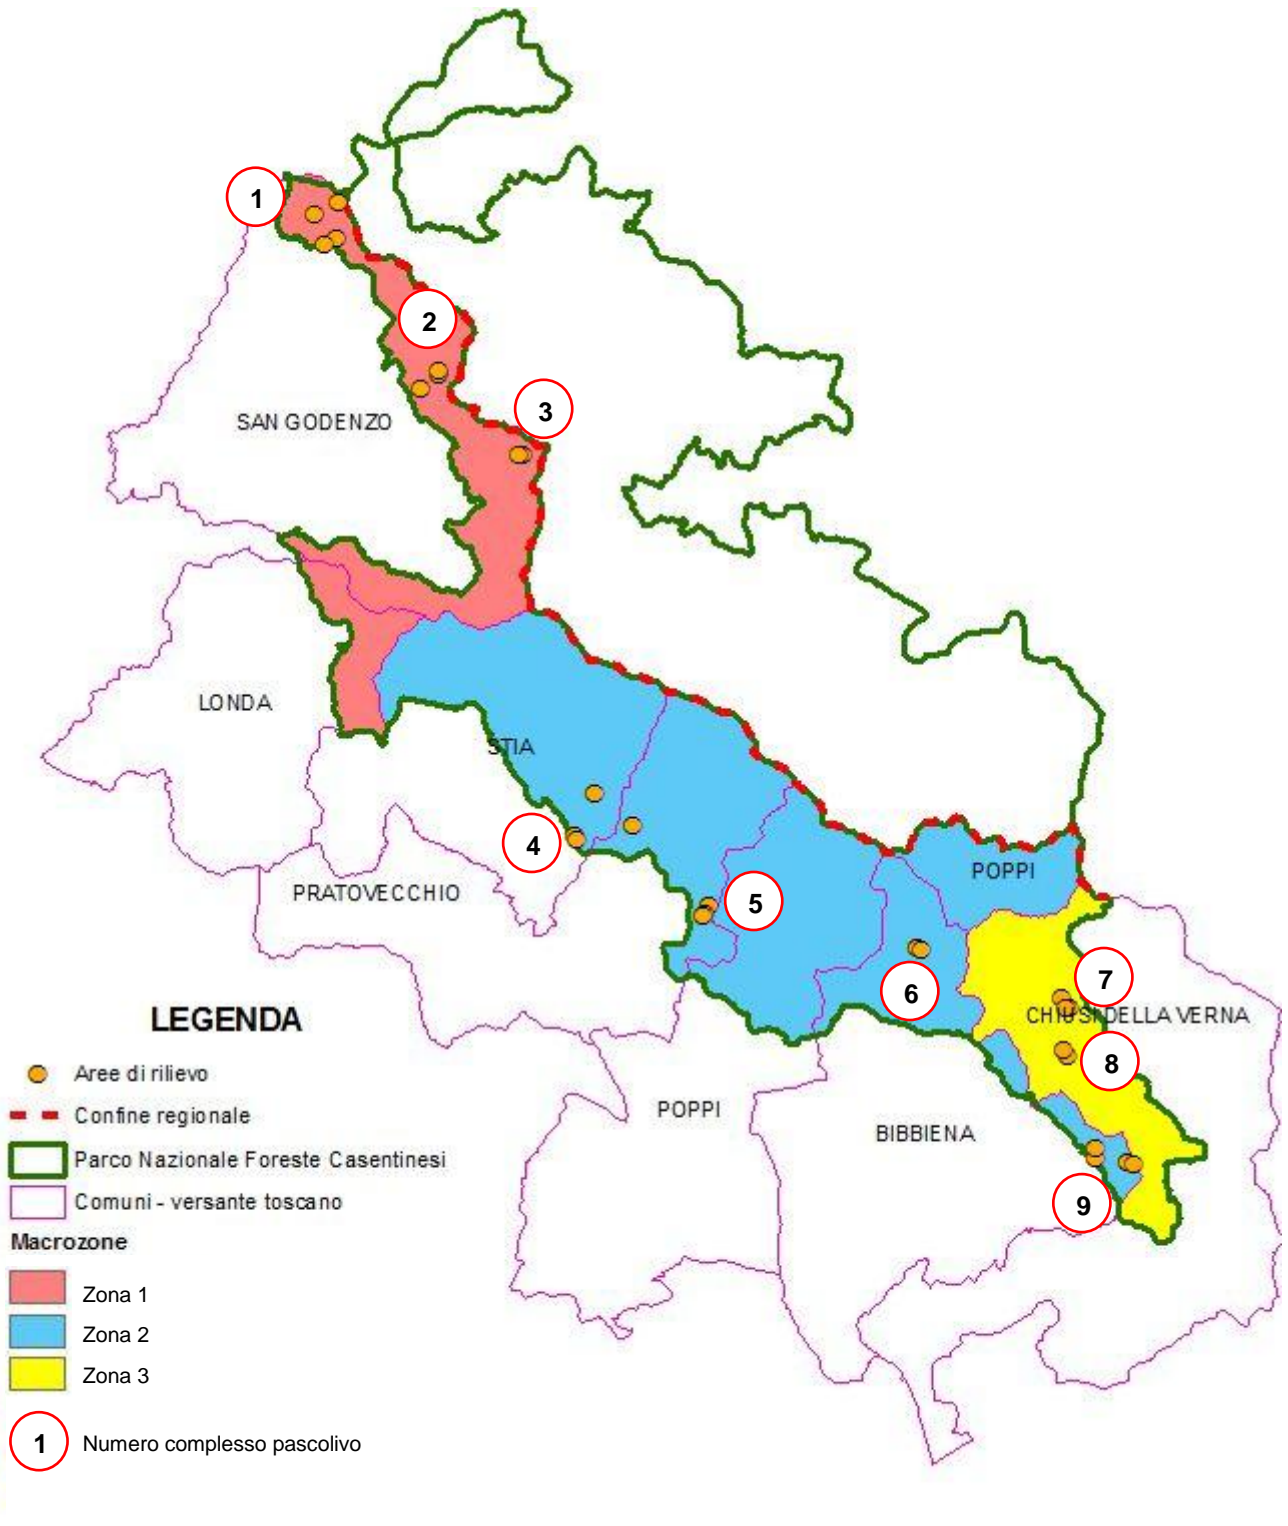 1
2
3
SAN GODENZO
LONDA
STIA
4
PRATOVECCHIO
5
POPPI
6
7
CHIUSI DELLA VERNA
8
POPPI
BIBBIENA
9
LEGENDA
Aree di rilievo
Confine regionale
Parco Nazionale Foreste Casentinesi
Comuni - versante toscano
Macrozone
Zona 1
Zona 2
Zona 3
1 Numero complesso pascolivo